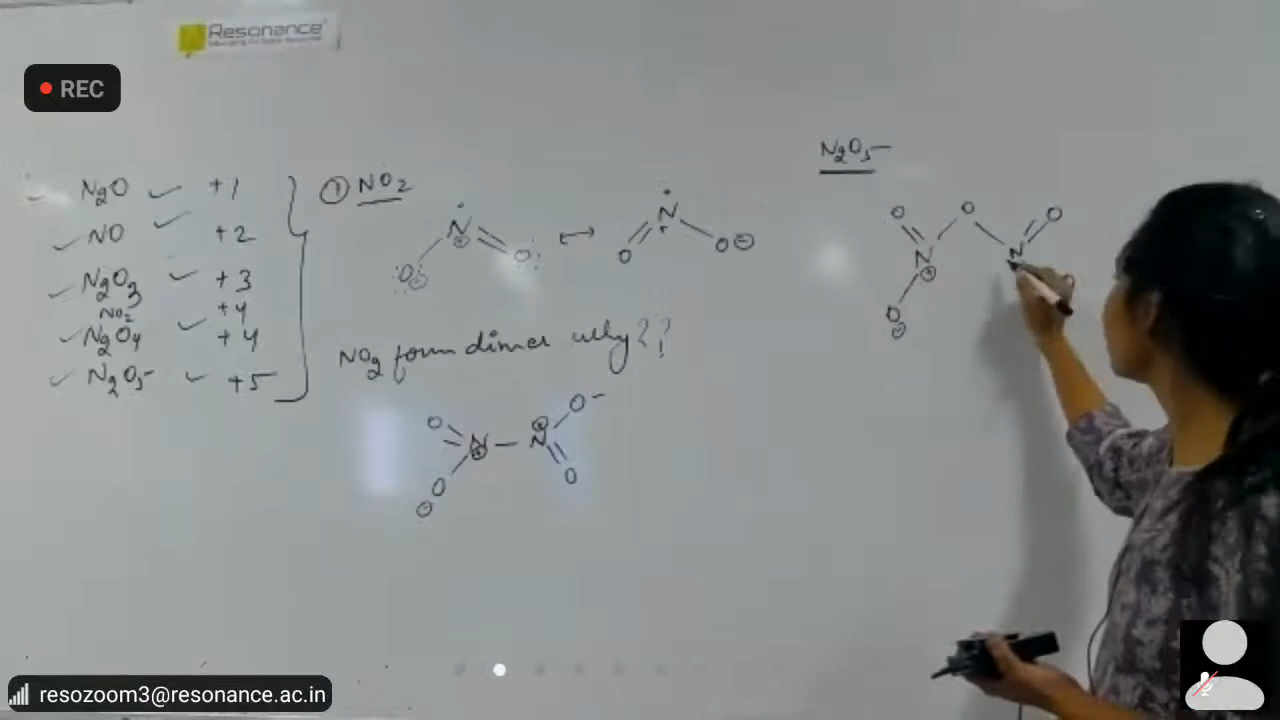 Resonance
REC
N2O +1
NO +2
N2O3 +3
NO2 +4
N2O4 +4
N2O5 +5
① NO2
N ⊕ O ⊖ O ↔ N + O O ⊖
NO2 form dimer why??
O N ⊕ O ⊖ N ⊕ O - O
N2O5
O N ⊕ O ⊖ O N O
resozoom3@resonance.ac.in